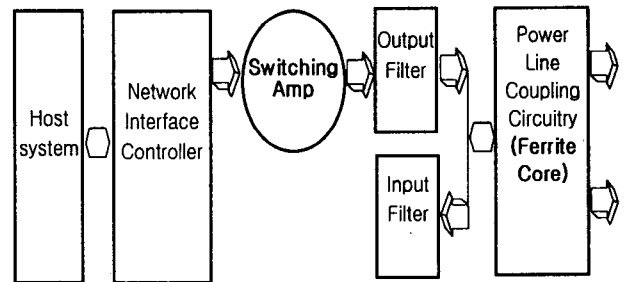 Host
system
Network
Interface
Controller
Switching
Amp
Output
Filter
Input
Filter
Power
Line
Coupling
Circuitry
(Ferrite
Core)